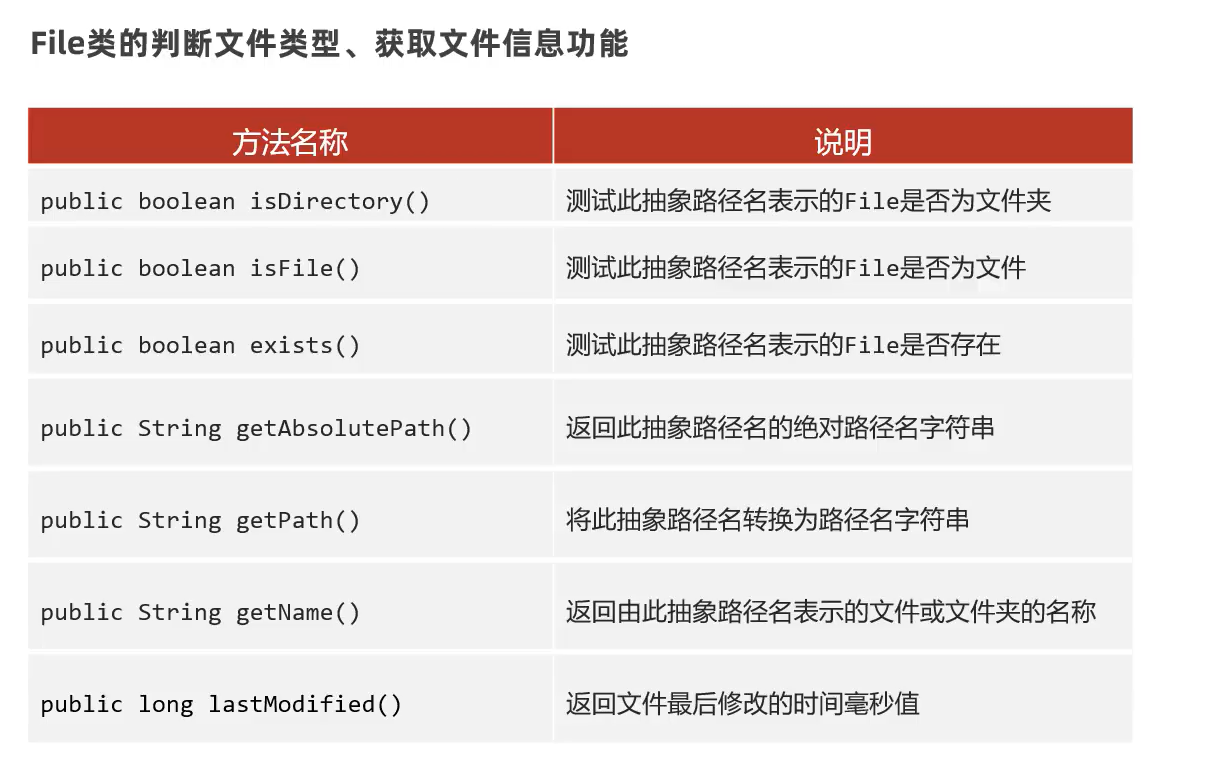 File类的判断文件类型、获取文件信息功能
方法名称 说明
public boolean isDirectory() 测试此抽象路径名表示的File是否为文件夹
public boolean isFile() 测试此抽象路径名表示的File是否为文件
public boolean exists() 测试此抽象路径名表示的File是否存在
public String getAbsolutePath() 返回此抽象路径名的绝对路径名字符串
public String getPath() 将此抽象路径名转换为路径名字符串
public String getName() 返回由此抽象路径名表示的文件或文件夹的名称
public long lastModified() 返回文件最后修改的时间毫秒值